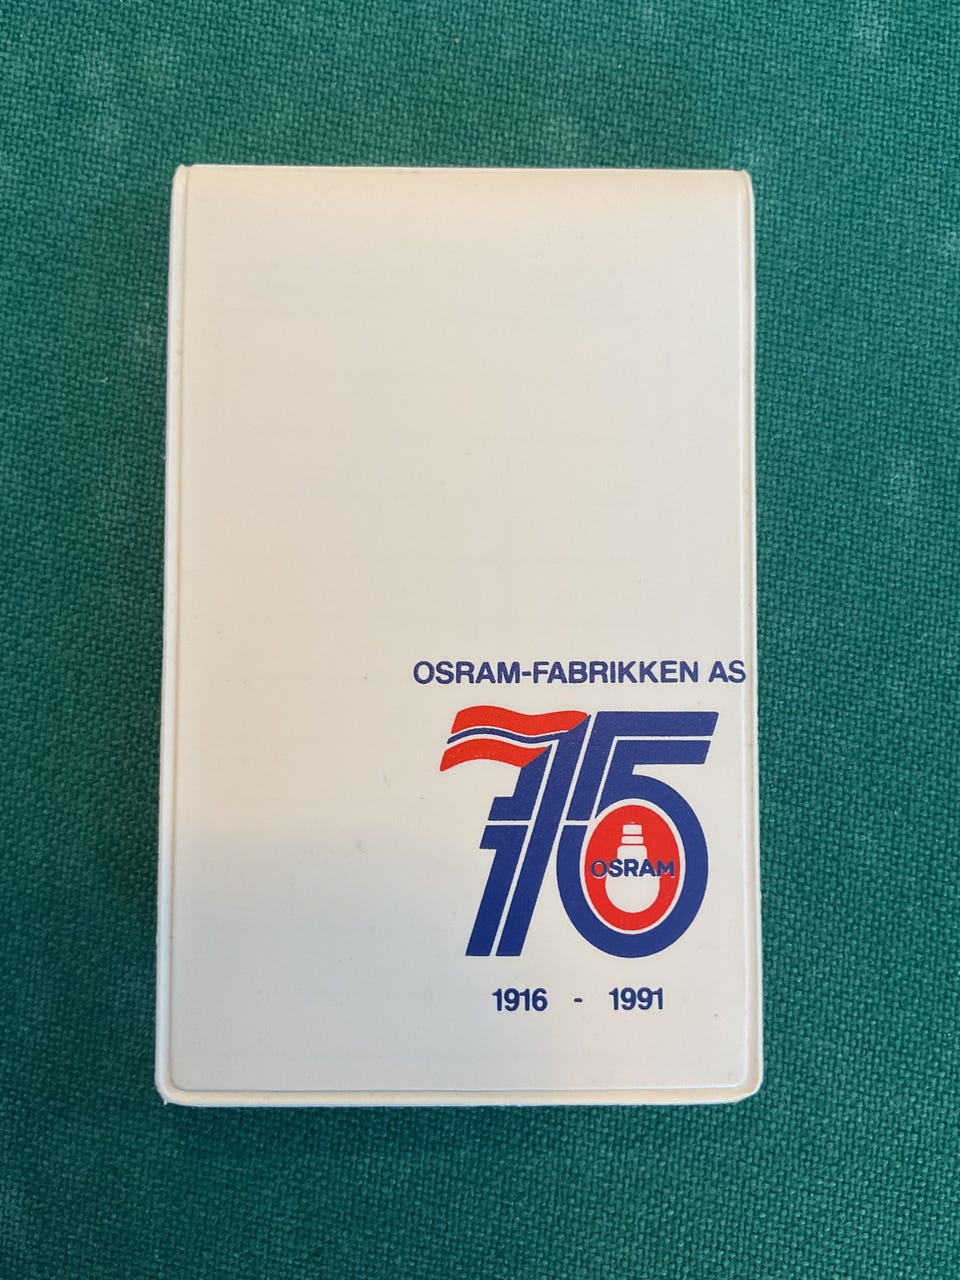 OSRAM-FABRIKKEN AS
75
OSRAM
1916 - 1991